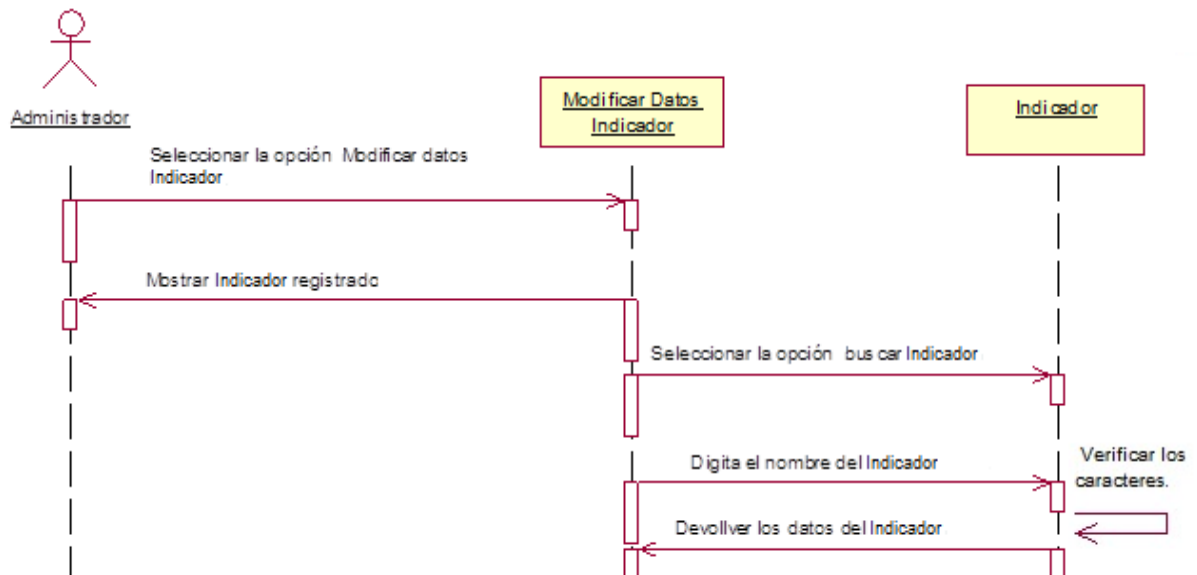 Administrador
Modificar Datos
Indicador
Indicador
Seleccionar la opción Modificar datos
Indicador
Mostrar Indicador registrado
Seleccionar la opción buscar Indicador
Digita el nombre del Indicador
Verificar los
caracteres.
Devollver los datos del Indicador